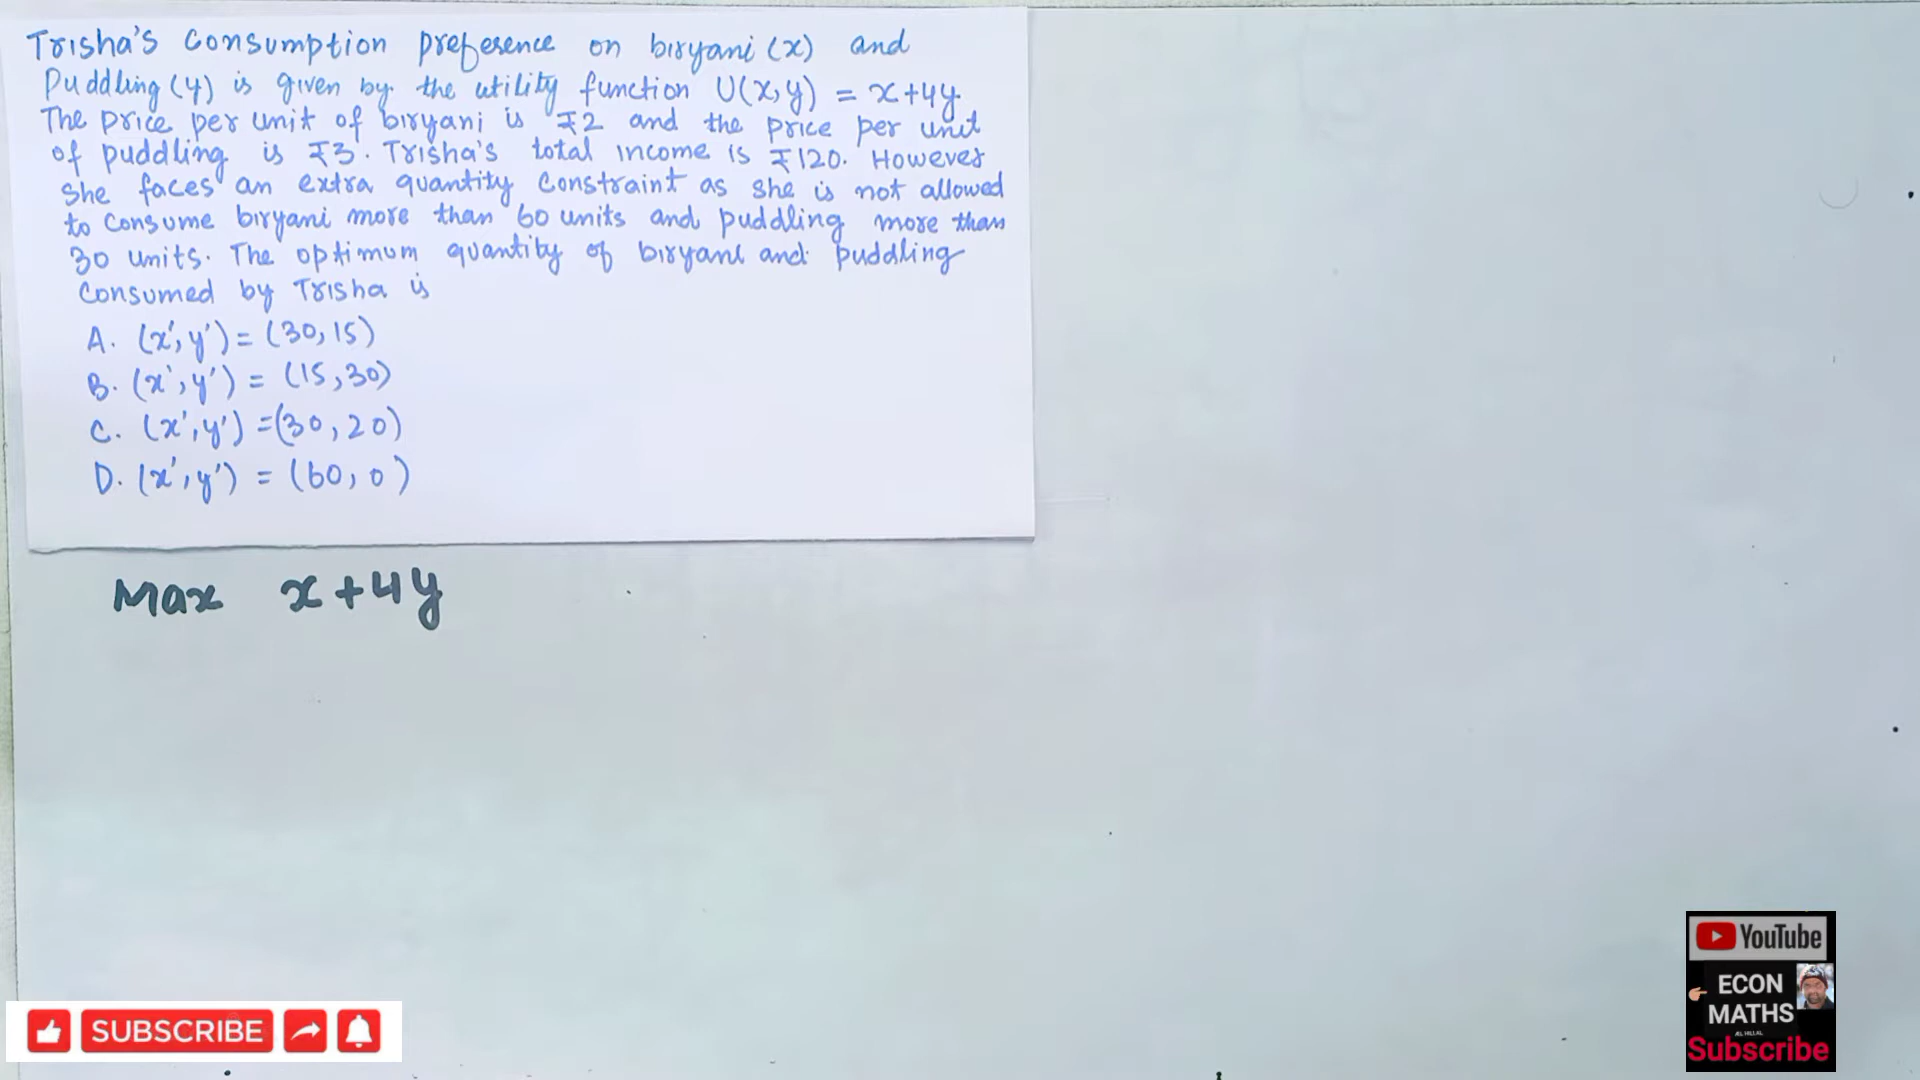 Trisha's Consumption preference on biryani (x) and
Puddling (y) is given by the utility function U(x,y) = x+4y
The price per unit of biryani is ₹2 and the price per unit
of puddling is ₹3. Trisha's total income is ₹120. However
She faces an extra quantity Constraint as she is not allowed
to Consume biryani more than 60 units and puddling more than
30 units. The optimum quantity of biryani and puddling
Consumed by Trisha is
A. (x', y') = (30, 15)
B. (x', y') = (15, 30)
C. (x', y') = (30, 20)
D. (x', y') = (60, 0)
Max x+4y
SUBSCRIBE
YouTube
ECON
MATHS
Subscribe